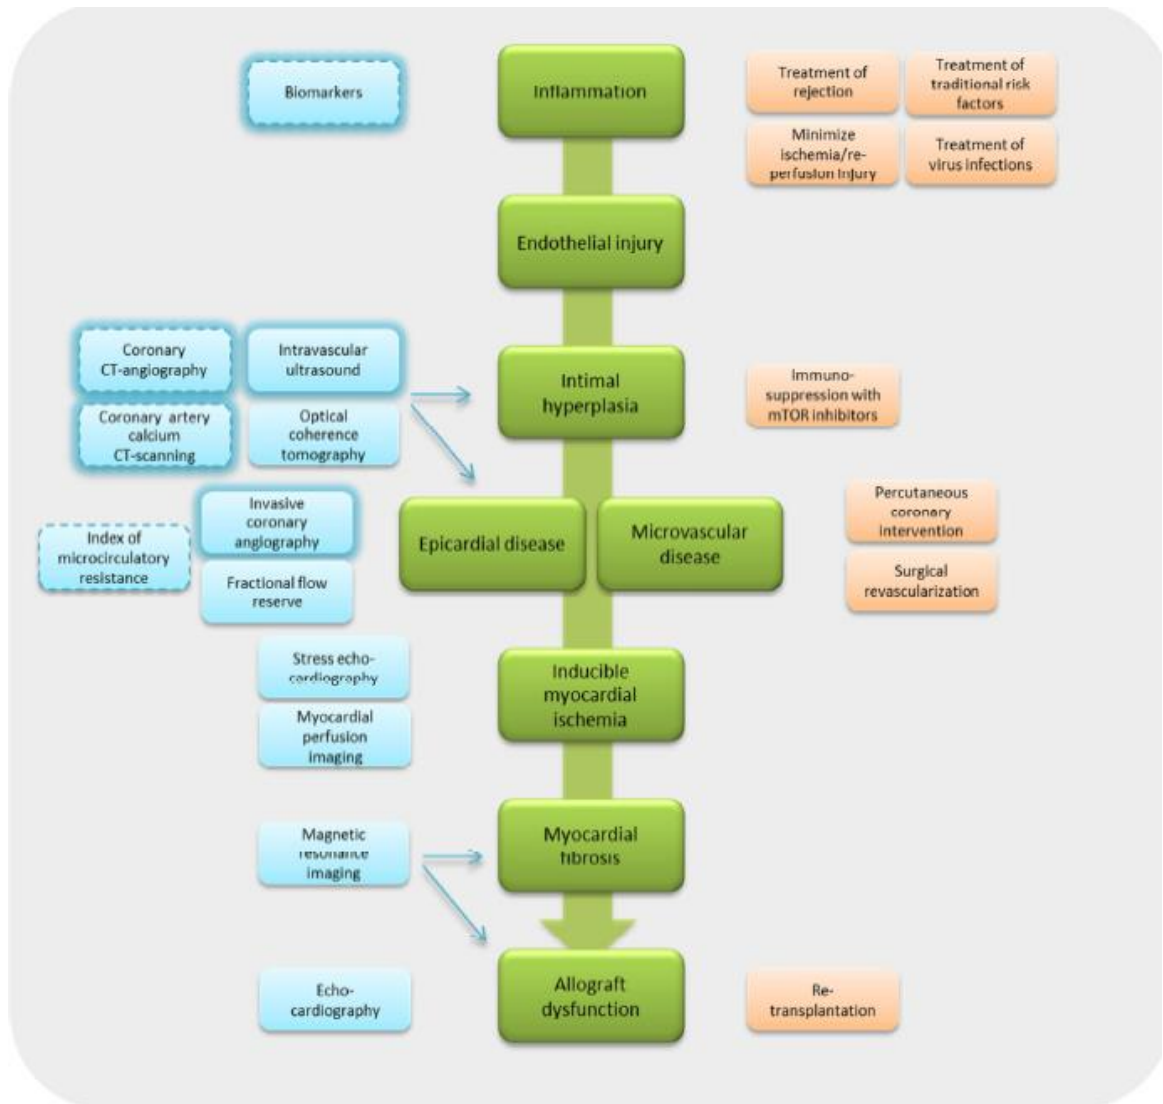 Biomarkers
Inflammation
Treatment of
rejection
Treatment of
traditional risk
factors
Minimize
ischemia/re-
perfusion injury
Treatment of
virus infections
Endothelial injury
Coronary
CT-angiography
Intravascular
ultrasound
Coronary artery
calcium
CT-scanning
Optical
coherence
tomography
Intimal
hyperplasia
Immuno-
suppression with
mTOR inhibitors
Index of
microcirculatory
resistance
Invasive
coronary
angiography
Fractional flow
reserve
Epicardial disease
Microvascular
disease
Percutaneous
coronary
intervention
Surgical
revascularization
Stress echo-
cardiography
Myocardial
perfusion
imaging
Inducible
myocardial
ischemia
Magnetic
resonance
imaging
Myocardial
fibrosis
Echo-
cardiography
Allograft
dysfunction
Re-
transplantation